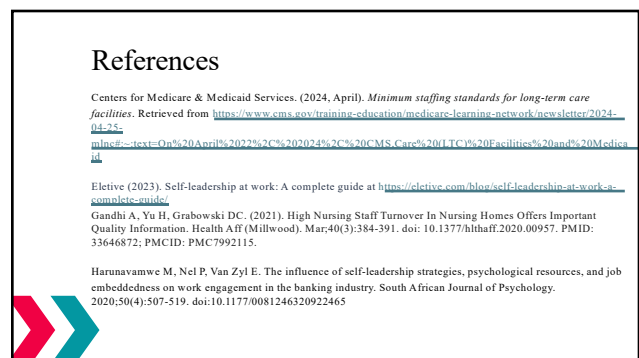 References
Centers for Medicare & Medicaid Services. (2024, April). Minimum staffing standards for long-term care
facilities. Retrieved from https://www.cms.gov/training-education/medicare-learning-network/newsletter/2024-
04-25-
mlnc#:~:text=On%20April%2022%2C%202024%2C%20CMS,Care%20(LTC)%20Facilities%20and%20Medica
id
Eletive (2023). Self-leadership at work: A complete guide at https://eletive.com/blog/self-leadership-at-work-a-
complete-guide/
Gandhi A, Yu H, Grabowski DC. (2021). High Nursing Staff Turnover In Nursing Homes Offers Important
Quality Information. Health Aff (Millwood). Mar;40(3):384-391. doi: 10.1377/hlthaff.2020.00957. PMID:
33646872; PMCID: PMC7992115.
Harunavamwe M, Nel P, Van Zyl E. The influence of self-leadership strategies, psychological resources, and job
embeddedness on work engagement in the banking industry. South African Journal of Psychology.
2020;50(4):507-519. doi:10.1177/0081246320922465